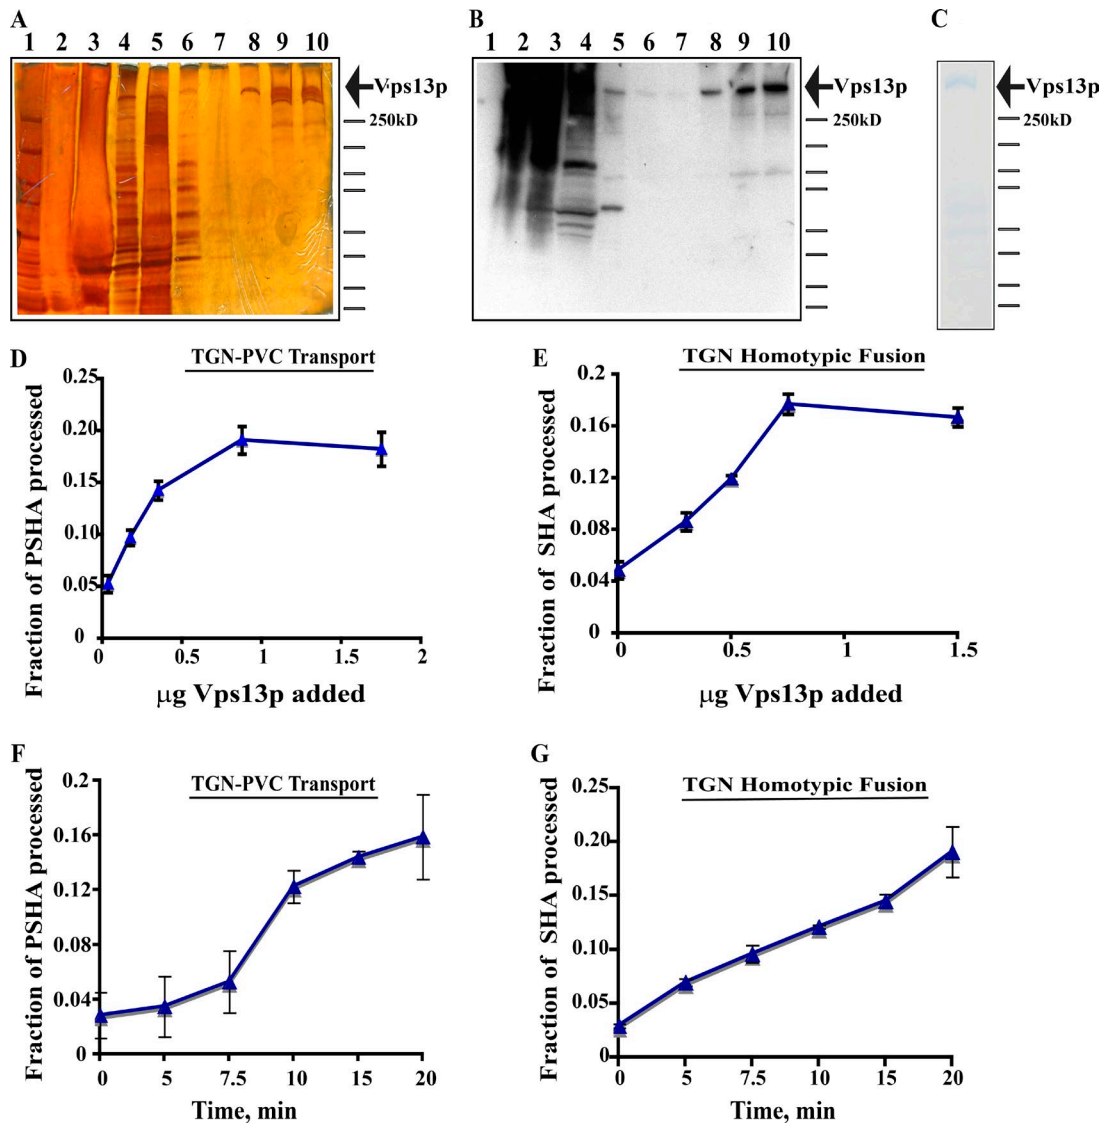 A
1 2 3 4 5 6 7 8 9 10
Vps13p
250kD
B
1 2 3 4 5 6 7 8 9 10
Vps13p
250kD
C
Vps13p
250kD
D
TGN-PVC Transport
Fraction of PSHA processed
0.25
0.20
0.15
0.10
0.05
0
0 0.5 1 1.5 2
μg Vps13p added
E
TGN Homotypic Fusion
Fraction of SHA processed
0.2
0.16
0.12
0.08
0.04
0
0 0.5 1 1.5
μg Vps13p added
F
TGN-PVC Transport
Fraction of PSHA processed
0.2
0.16
0.12
0.08
0.04
0
0 5 7.5 10 15 20
Time, min
G
TGN Homotypic Fusion
Fraction of SHA processed
0.25
0.20
0.15
0.10
0.05
0
0 5 7.5 10 15 20
Time, min